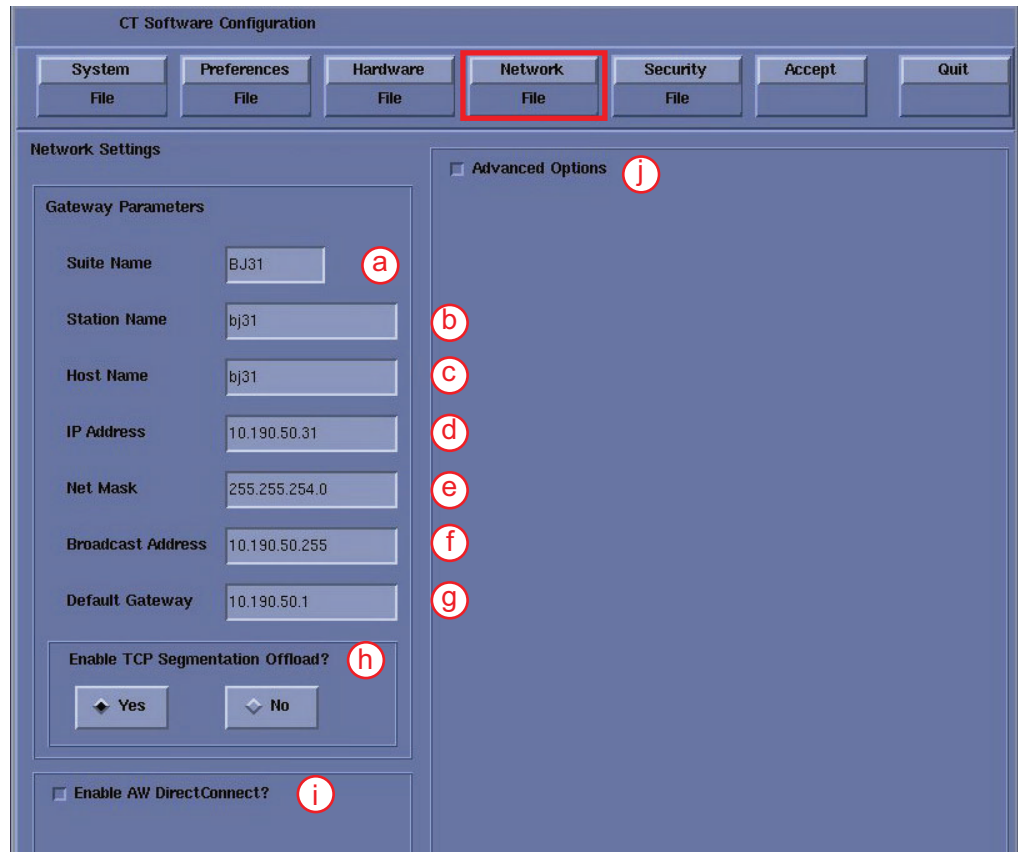 CT Software Configuration
System Preferences Hardware Network Security Accept Quit
File File File File File
Network Settings
Advanced Options j
Gateway Parameters
Suite Name BJ31 a
Station Name bj31 b
Host Name bj31 c
IP Address 10.190.50.31 d
Net Mask 255.255.254.0 e
Broadcast Address 10.190.50.255 f
Default Gateway 10.190.50.1 g
Enable TCP Segmentation Offload? h
Yes No
Enable AW DirectConnect? i